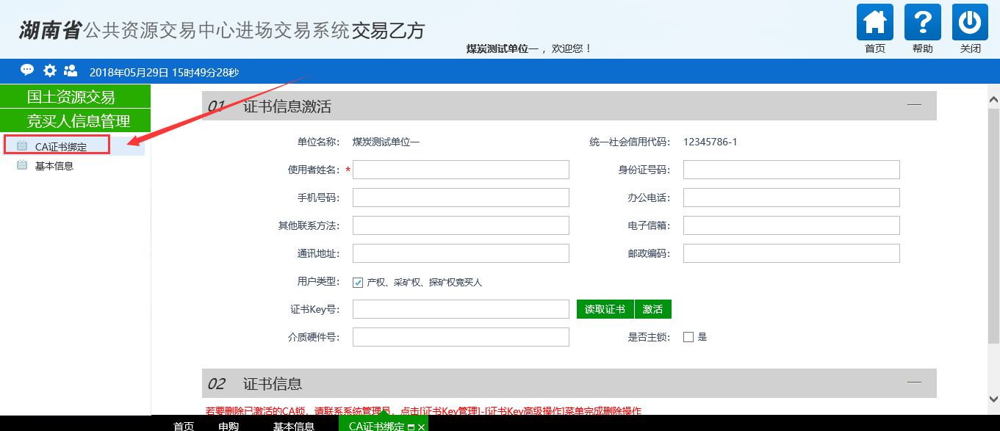 湖南省公共资源交易中心进场交易系统交易乙方
煤炭测试单位一 ，欢迎您！
首页 帮助 关闭
2018年05月29日 15时49分28秒
国土资源交易
竞买人信息管理
CA证书绑定
基本信息
01 证书信息激活
单位名称: 煤炭测试单位一 统一社会信用代码: 12345786-1
使用者姓名: * 身份证号码:
手机号码: 办公电话:
其他联系方法: 电子信箱:
通讯地址: 邮政编码:
用户类型: 产权、采矿权、探矿权竞买人
证书Key号: 读取证书 激活
介质硬件号: 是否主锁: 是
02 证书信息
若要删除已激活的CA锁，请联系系统管理员，点击[证书Key管理]-[证书Key高级操作]菜单完成删除操作
首页 申购 基本信息 CA证书绑定